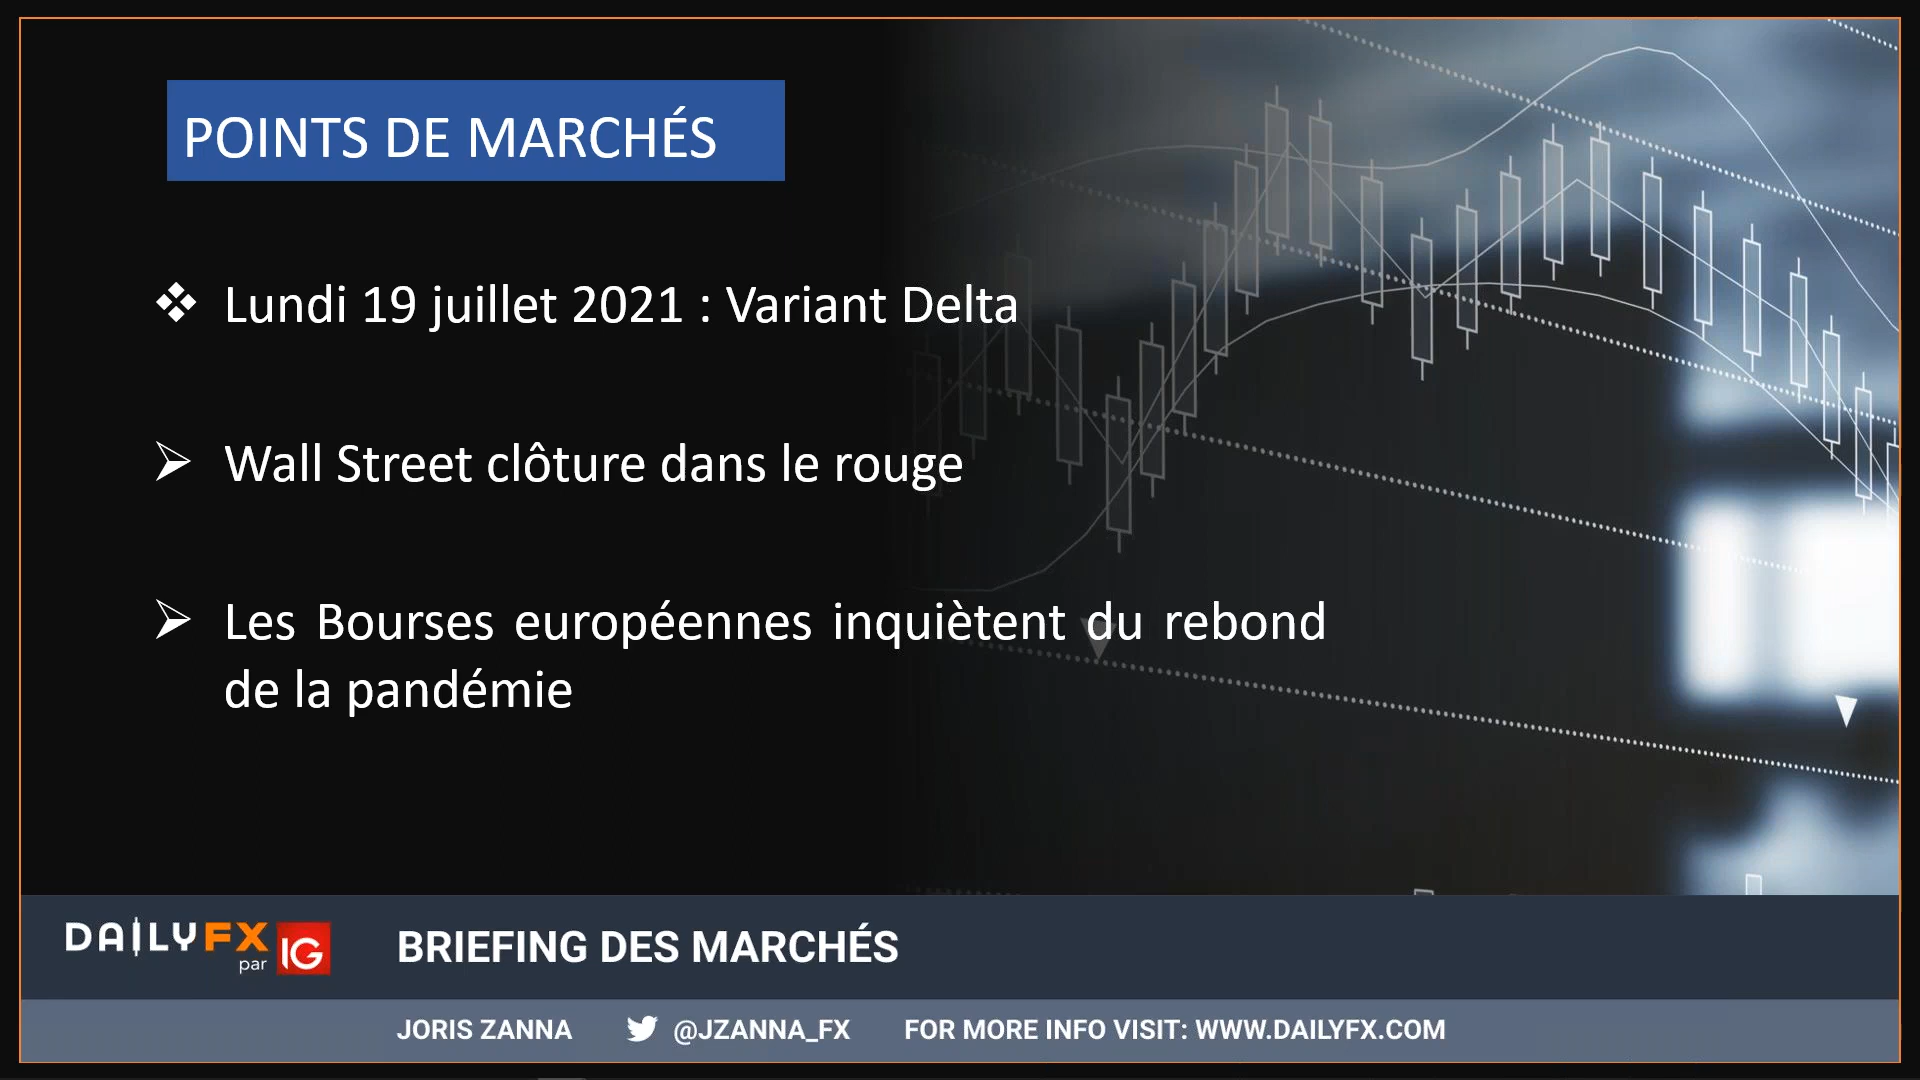 POINTS DE MARCHÉS
❖ Lundi 19 juillet 2021 : Variant Delta
➢ Wall Street clôture dans le rouge
➢ Les Bourses européennes inquiètent du rebond
de la pandémie
DAILYFX
par IG
BRIEFING DES MARCHÉS
JORIS ZANNA @JZANNA_FX FOR MORE INFO VISIT: WWW.DAILYFX.COM